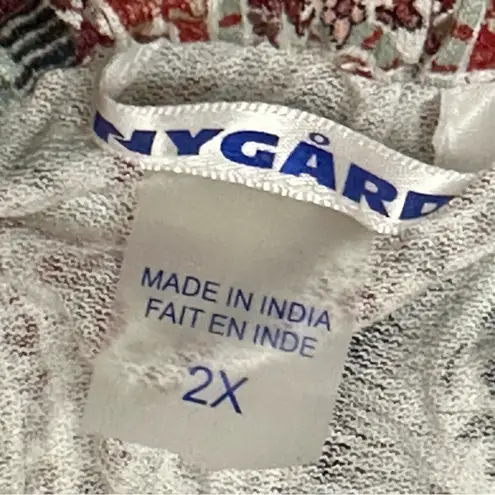 NYGÅRD
MADE IN INDIA
FAIT EN INDE
2X